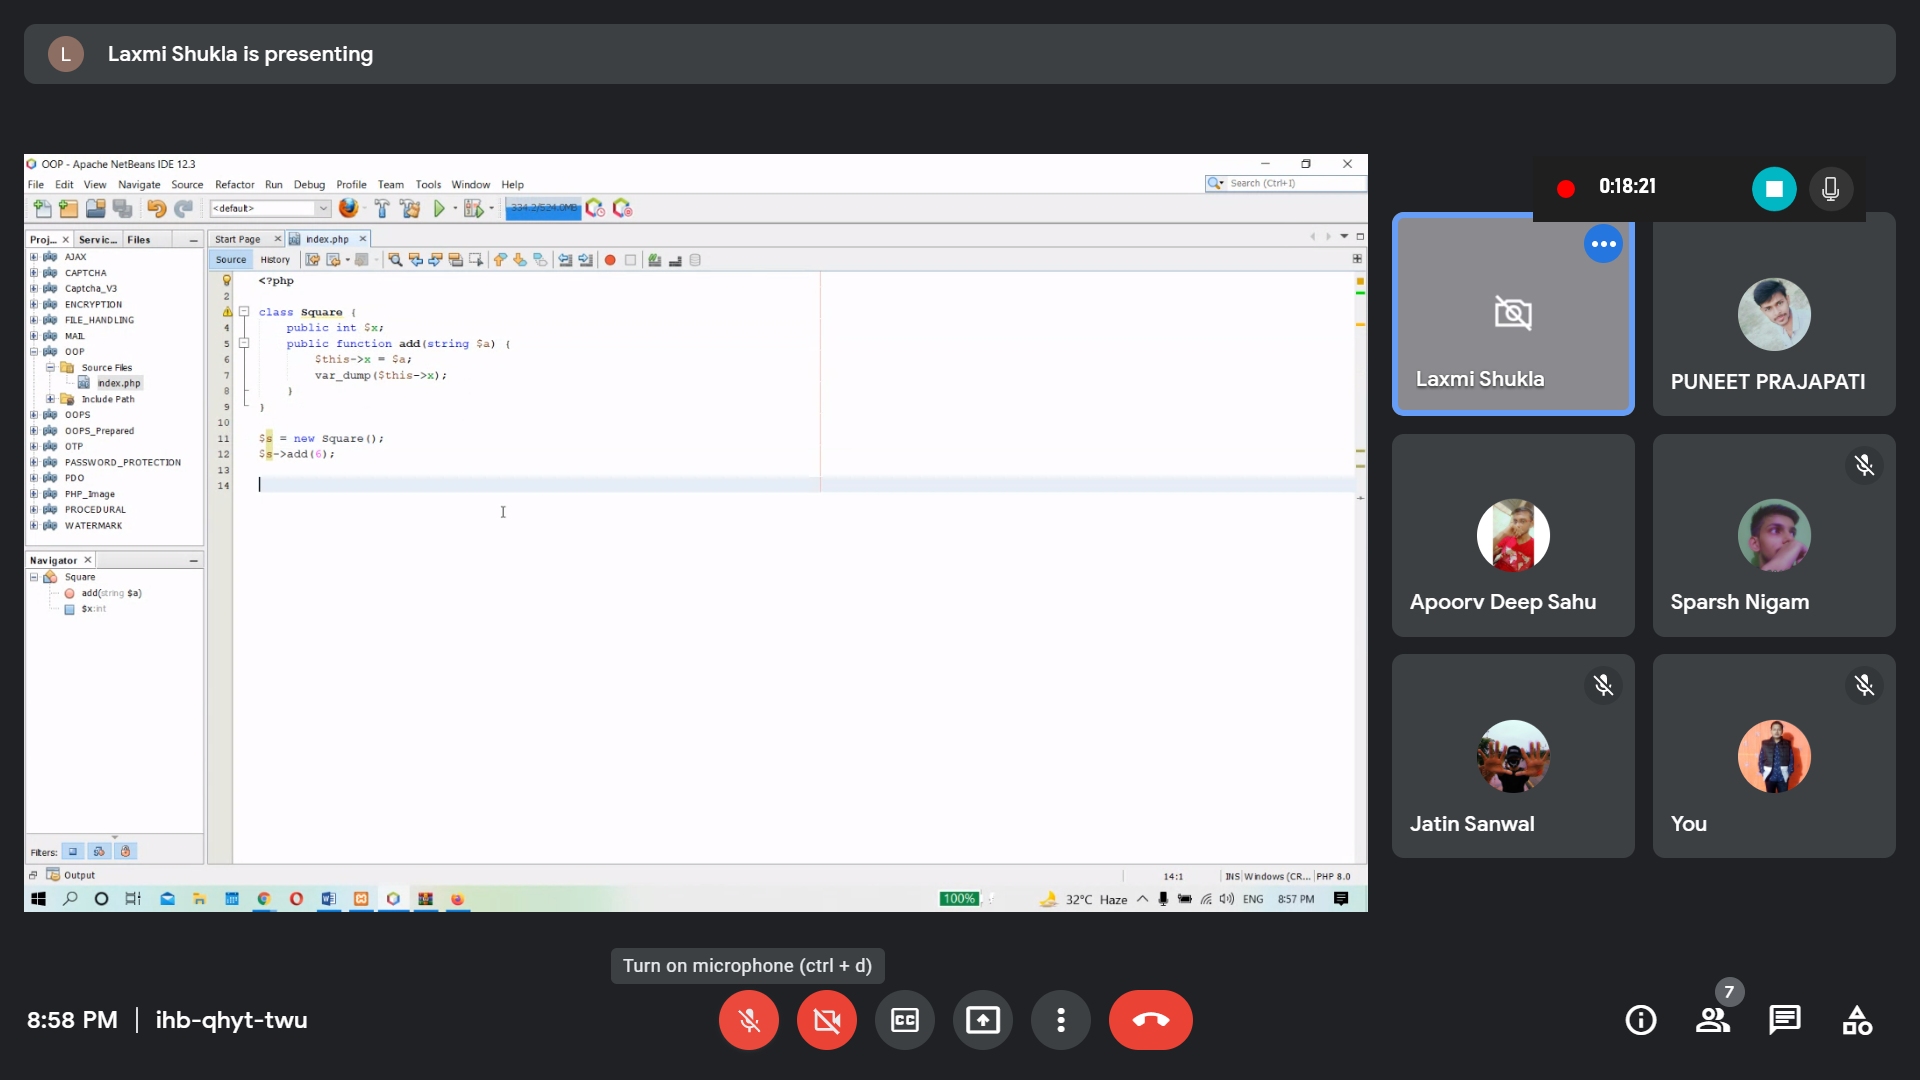 L
Laxmi Shukla is presenting
OOP - Apache NetBeans IDE 12.3
File Edit View Navigate Source Refactor Run Debug Profile Team Tools Window Help
Search (Ctrl+I)
<default>
334.2/524.0MB
Proj... Servic... Files
Start Page index.php
Source History
AJAX
CAPTCHA
Captcha_V3
ENCRYPTION
FILE_HANDLING
MAIL
OOP
Source Files
index.php
Include Path
OOPS
OOPS_Prepared
OTP
PASSWORD_PROTECTION
PDO
PHP_Image
PROCEDURAL
WATERMARK
<?php
2
class Square {
4 public int $x;
5 public function add(string $a) {
6 $this->x = $a;
7 var_dump($this->x);
8 }
9 }
10
11 $s = new Square();
12 $s->add(6);
13
14
Navigator
Square
add(string $a)
$x:int
Filters:
Output
14:1 INS Windows (CR... PHP 8.0
100%
32°C Haze
ENG
8:57 PM
0:18:21
Laxmi Shukla
PUNEET PRAJAPATI
Apoorv Deep Sahu
Sparsh Nigam
Jatin Sanwal
You
Turn on microphone (ctrl + d)
8:58 PM | ihb-qhyt-twu
CC
7